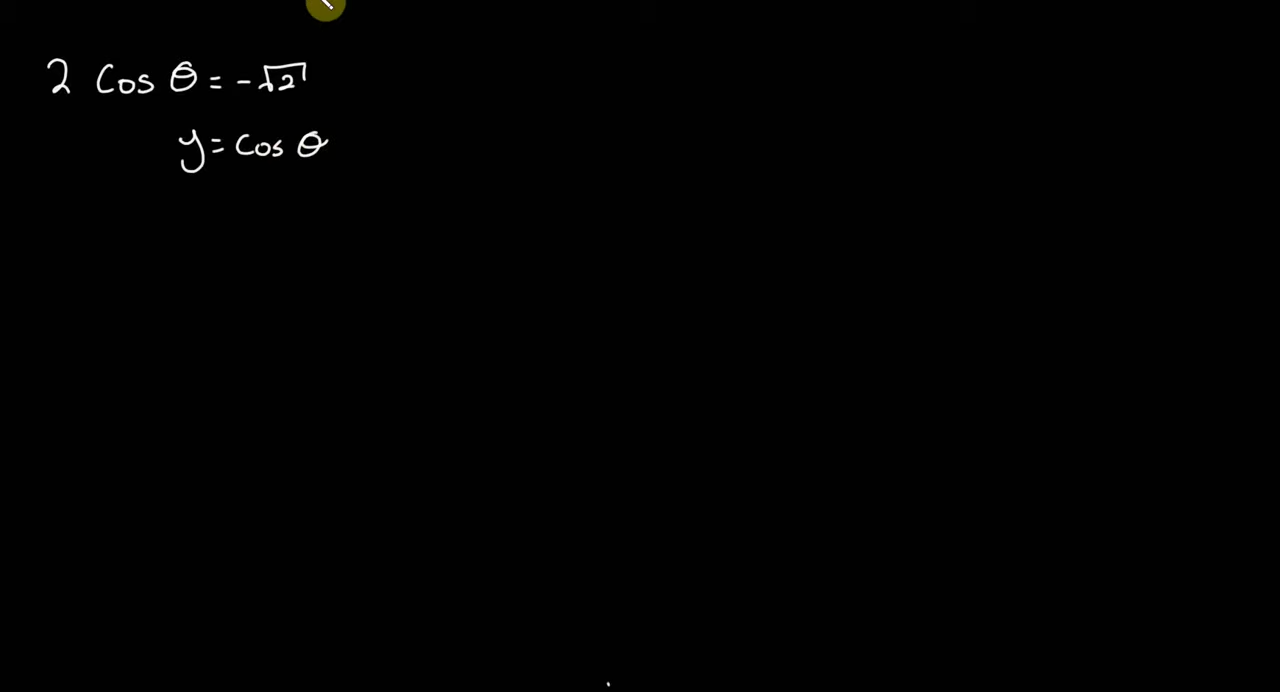 2 cos θ = -√2
y = cos θ